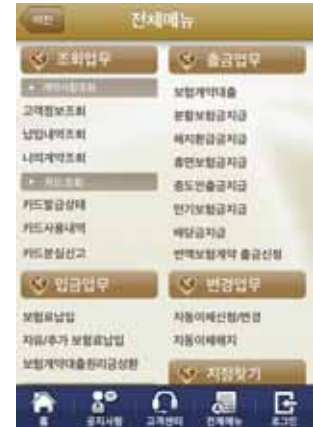 이전
전체메뉴
조회업무
계약사항조회
고객정보조회
납입내역조회
나의계약조회
카드조회
카드발급상태
카드사용내역
카드분실신고
출금업무
보험계약대출
분할보험금지급
해지환급금지급
휴면보험금지급
중도인출금지급
만기보험금지급
배당금지급
변액보험계약 출금신청
입금업무
보험료납입
자유/추가 보험료납입
보험계약대출원리금상환
변경업무
자동이체신청/변경
자동이체해지
지점찾기
홈
공지사항
고객센터
전체메뉴
로그인